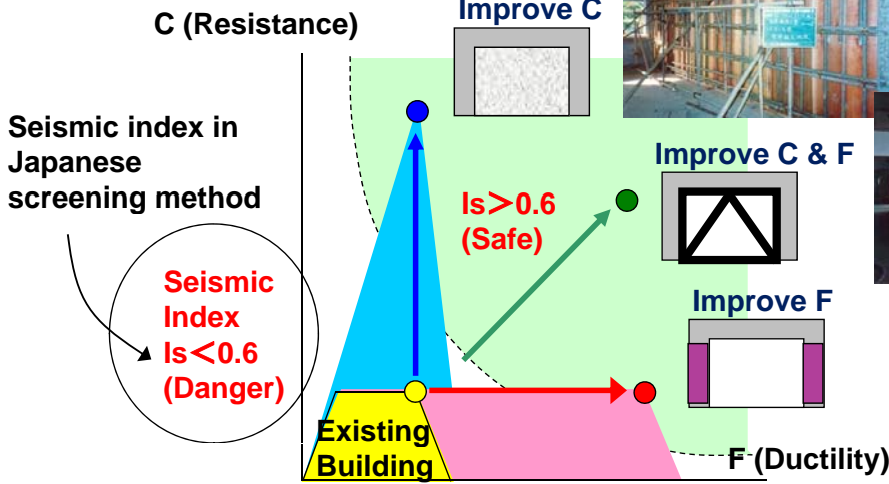 Improve C
C (Resistance)
Seismic index in
Japanese
screening method
Improve C & F
Is＞0.6
(Safe)
Seismic
Index
Is＜0.6
(Danger)
Improve F
Existing
Building
F (Ductility)